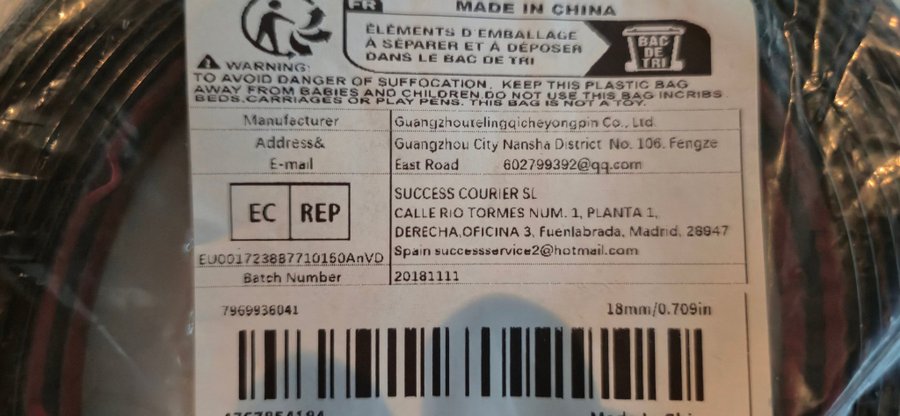 FR
MADE IN CHINA
ÉLÉMENTS D'EMBALLAGE
À SÉPARER ET À DÉPOSER
DANS LE BAC DE TRI
BAC
DE
TRI
WARNING:
TO AVOID DANGER OF SUFFOCATION, KEEP THIS PLASTIC BAG
AWAY FROM BABIES AND CHILDREN.DO NOT USE THIS BAG INCRIBS
BEDS.CARRIAGES OR PLAY PENS. THIS BAG IS NOT A TOY.
Manufacturer Guangzhoutelingqicheyongpin Co., Ltd.
Address& Guangzhou City Nansha District No. 106. Fengze
E-mail East Road 602799392@qq.com
EC REP
SUCCESS COURIER SL
CALLE RIO TORMES NUM. 1, PLANTA 1,
DERECHA,OFICINA 3, Fuenlabrada, Madrid. 28947
Spain successservice2@hotmail.com
EU001723887710150AnVD
Batch Number 20181111
7969936041 18mm/0.709in